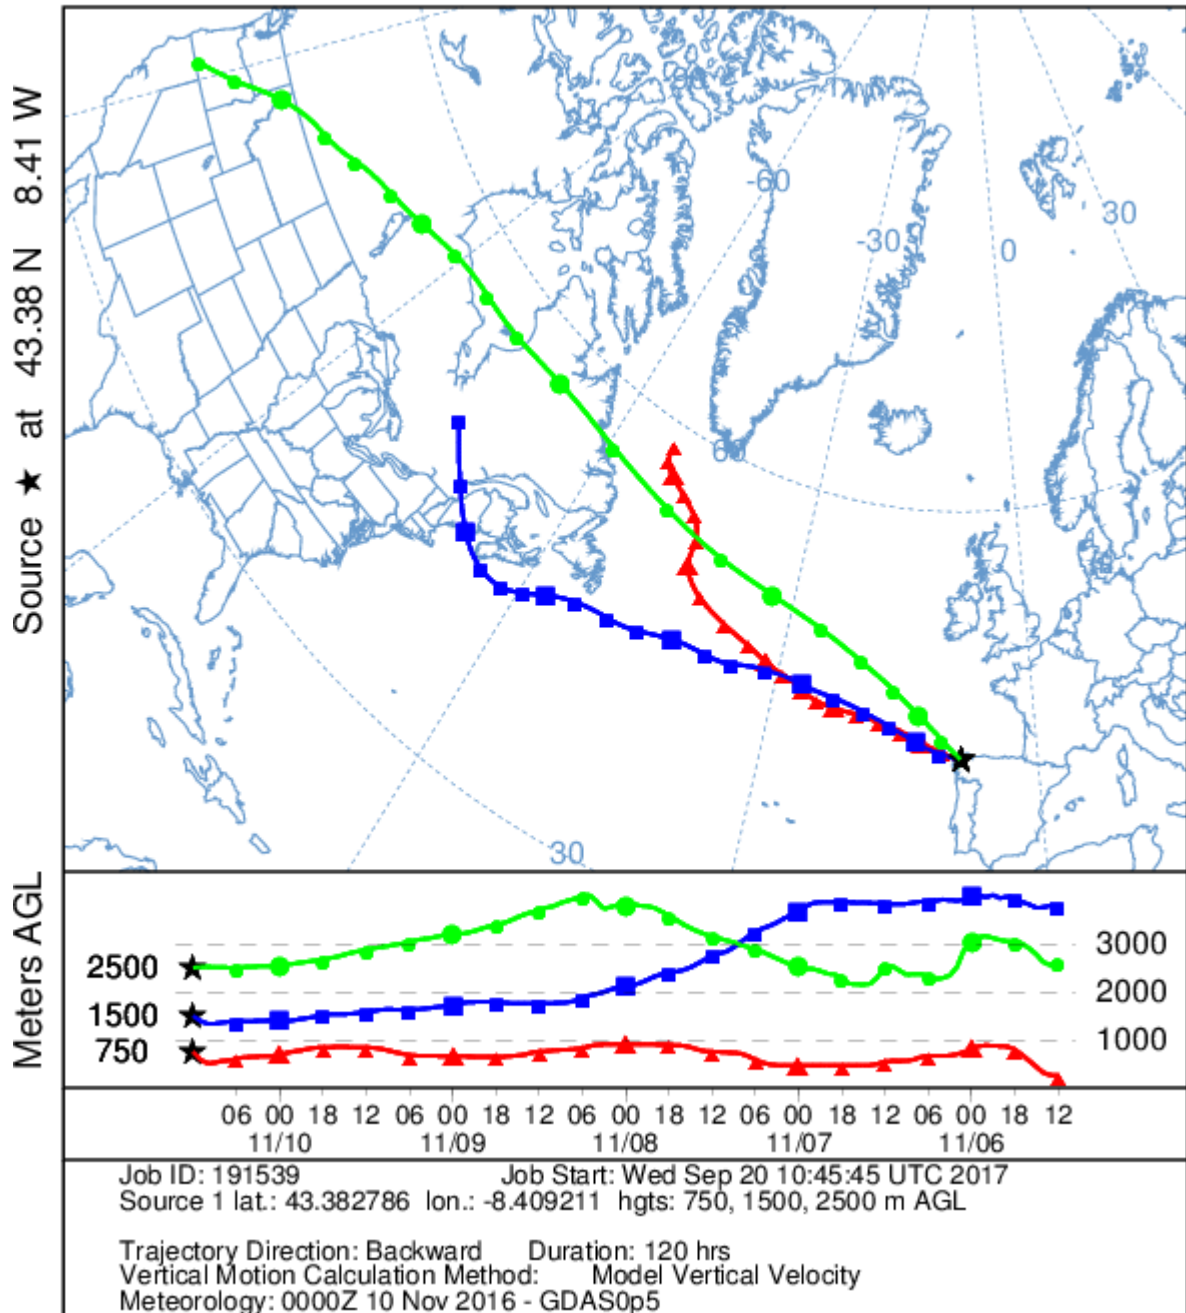 Source ★ at 43.38 N 8.41 W
-60
-30
0
30
60
30
Meters AGL
2500
1500
750
3000
2000
1000
06 00 18 12 06 00 18 12 06 00 18 12 06 00 18 12 06 00 18 12
11/10 11/09 11/08 11/07 11/06
Job ID: 191539 Job Start: Wed Sep 20 10:45:45 UTC 2017
Source 1 lat.: 43.382786 lon.: -8.409211 hgts: 750, 1500, 2500 m AGL
Trajectory Direction: Backward Duration: 120 hrs
Vertical Motion Calculation Method: Model Vertical Velocity
Meteorology: 0000Z 10 Nov 2016 - GDAS0p5